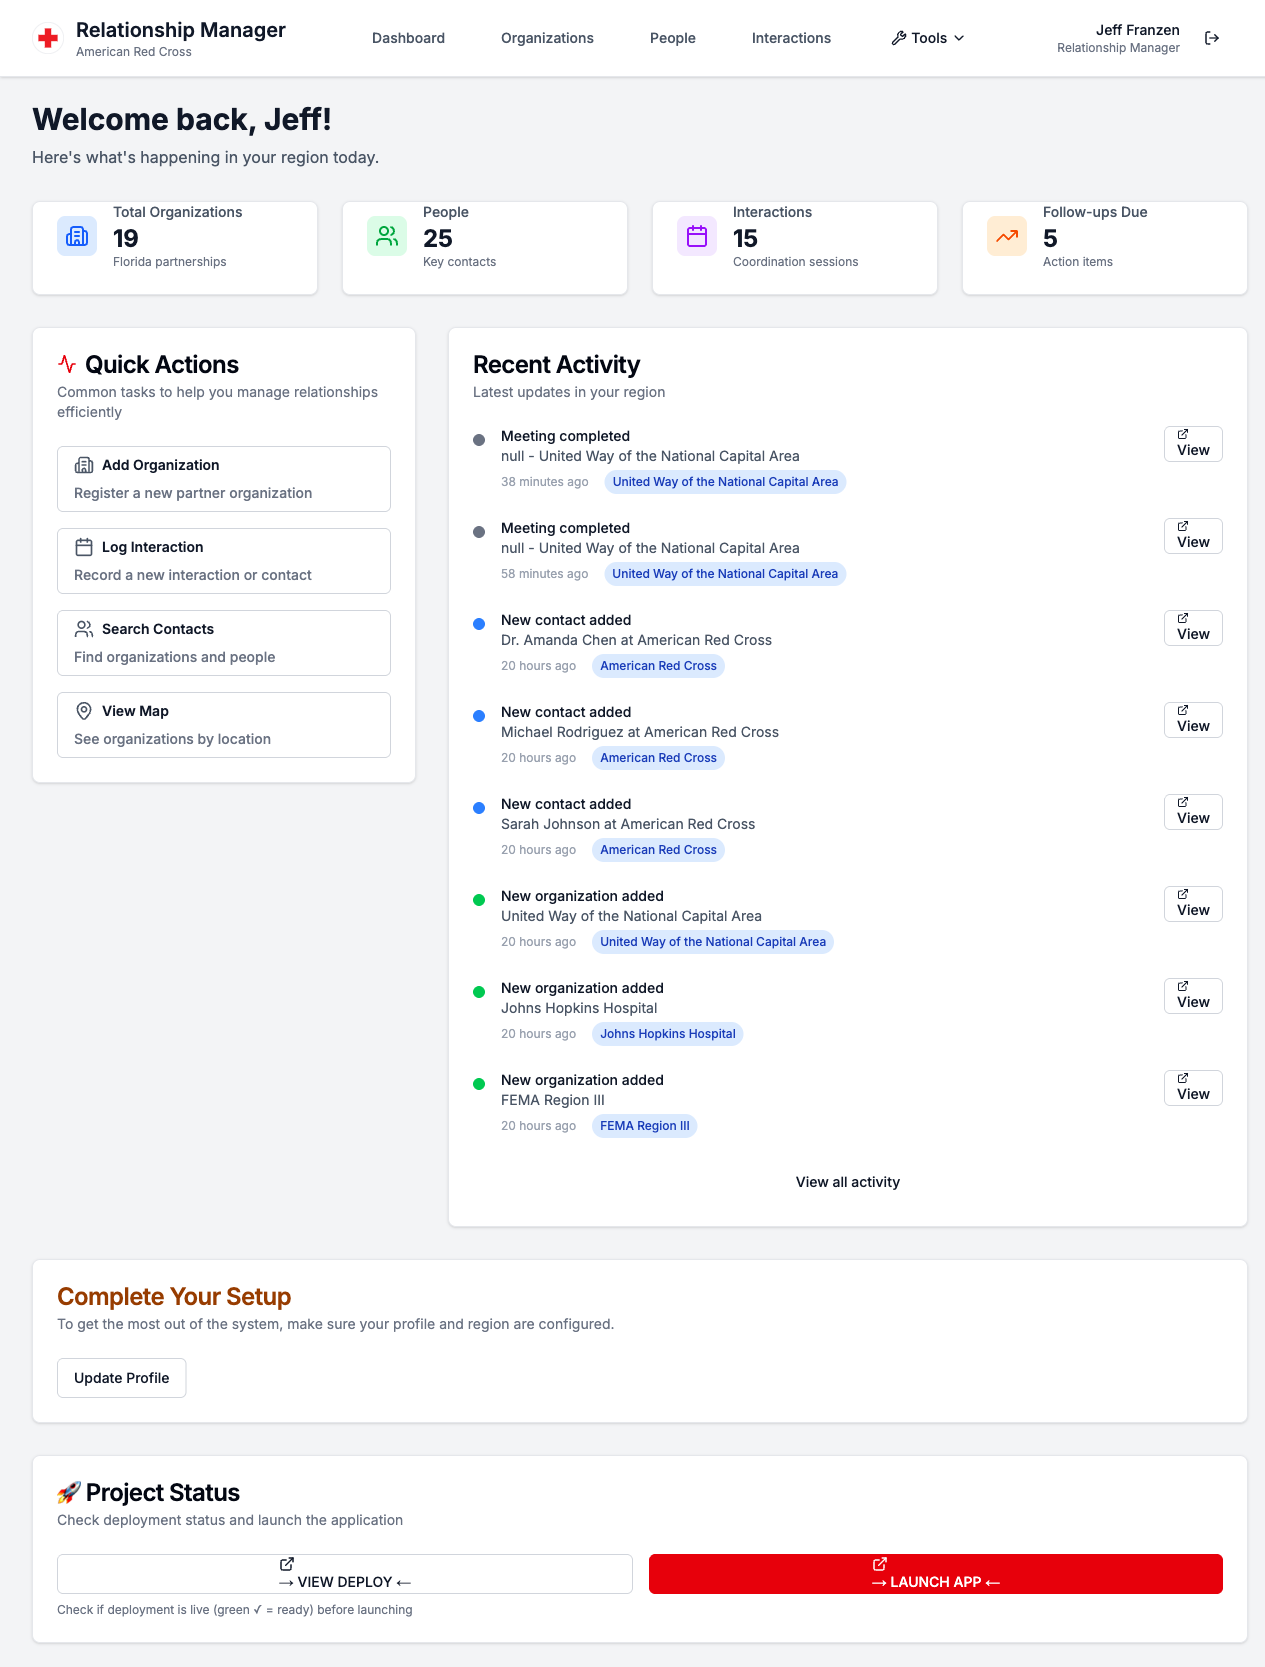 Relationship Manager
American Red Cross
Dashboard
Organizations
People
Interactions
Tools
Jeff Franzen
Relationship Manager
Welcome back, Jeff!
Here's what's happening in your region today.
Total Organizations
19
Florida partnerships
People
25
Key contacts
Interactions
15
Coordination sessions
Follow-ups Due
5
Action items
Quick Actions
Common tasks to help you manage relationships
efficiently
Add Organization
Register a new partner organization
Log Interaction
Record a new interaction or contact
Search Contacts
Find organizations and people
View Map
See organizations by location
Recent Activity
Latest updates in your region
Meeting completed
null - United Way of the National Capital Area
38 minutes ago United Way of the National Capital Area
View
Meeting completed
null - United Way of the National Capital Area
58 minutes ago United Way of the National Capital Area
View
New contact added
Dr. Amanda Chen at American Red Cross
20 hours ago American Red Cross
View
New contact added
Michael Rodriguez at American Red Cross
20 hours ago American Red Cross
View
New contact added
Sarah Johnson at American Red Cross
20 hours ago American Red Cross
View
New organization added
United Way of the National Capital Area
20 hours ago United Way of the National Capital Area
View
New organization added
Johns Hopkins Hospital
20 hours ago Johns Hopkins Hospital
View
New organization added
FEMA Region III
20 hours ago FEMA Region III
View
View all activity
Complete Your Setup
To get the most out of the system, make sure your profile and region are configured.
Update Profile
🚀 Project Status
Check deployment status and launch the application
→ VIEW DEPLOY ←
→ LAUNCH APP ←
Check if deployment is live (green ✓ = ready) before launching